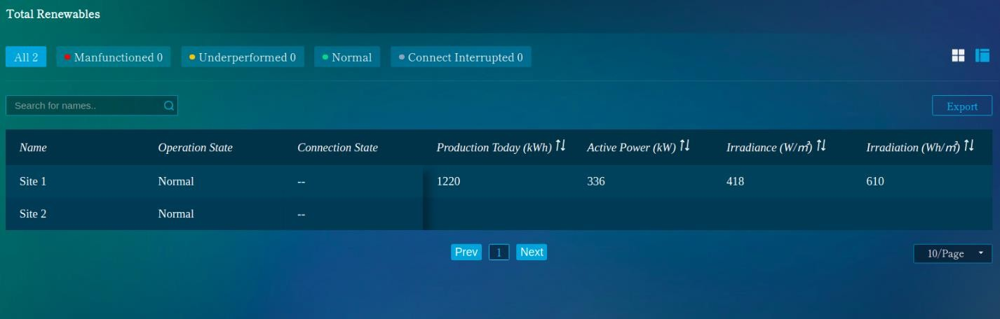 Total Renewables
All 2 Manfunctioned 0 Underperformed 0 Normal Connect Interrupted 0
Search for names..
Export
Name Operation State Connection State Production Today (kWh) Active Power (kW) Irradiance (W/㎡) Irradiation (Wh/㎡)
Site 1 Normal -- 1220 336 418 610
Site 2 Normal --
Prev 1 Next 10/Page